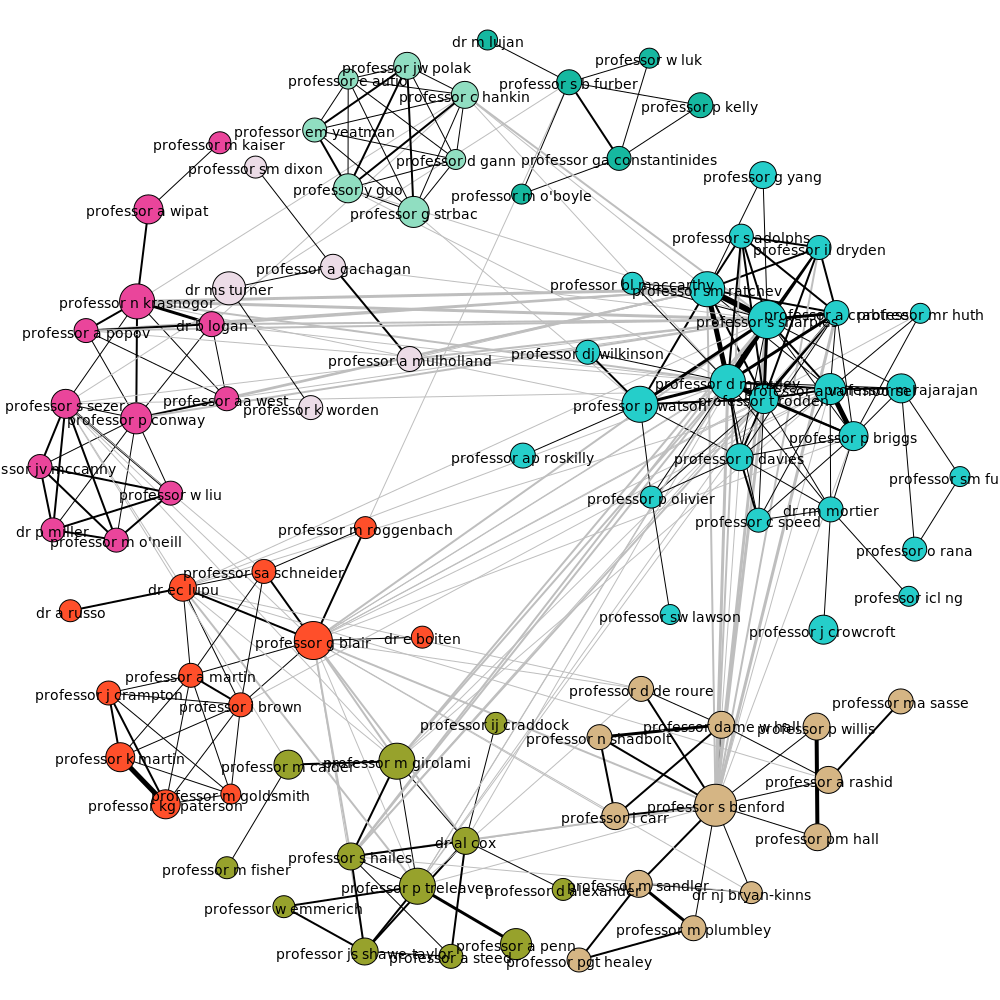 dr m lujan
professor w luk
professor jw polak
professor e autio
professor s b furber
professor c hankin
professor p kelly
professor em yeatman
professor m kaiser
professor sm dixon
professor d gann
professor ga constantinides
professor g yang
professor y guo
professor m o'boyle
professor a wipat
professor g strbac
professor s adolphs
professor il dryden
professor a gachagan
professor bl maccarthy
dr ms turner
professor sm ratchev
professor n krasnogor
professor s sharples
professor mr huth
professor a popov
dr b logan
professor dj wilkinson
professor a mulholland
professor t rodden
professor m rajarajan
professor aa west
professor s sezer
professor k worden
professor p watson
professor p conway
professor p briggs
professor ap roskilly
professor n davies
professor w liu
professor sm fu
professor p olivier
dr rm mortier
professor c speed
dr p miller
professor m o'neill
professor m roggenbach
professor o rana
professor sa schneider
dr ec lupu
professor icl ng
dr a russo
professor sw lawson
professor j crowcroft
dr e boiten
professor g blair
professor a martin
professor d de roure
professor j crampton
professor i brown
professor ma sasse
professor ij craddock
professor dame w hall
professor p willis
professor n shadbolt
professor k martin
professor m calder
professor m girolami
professor a rashid
professor m goldsmith
professor kg paterson
professor s benford
professor l carr
professor pm hall
dr al cox
professor s hailes
professor m fisher
professor p treleaven
professor d alexander
professor m sandler
dr nj bryan-kinns
professor w emmerich
professor m plumbley
professor a penn
professor js shawe-taylor
professor a steed
professor pgt healey